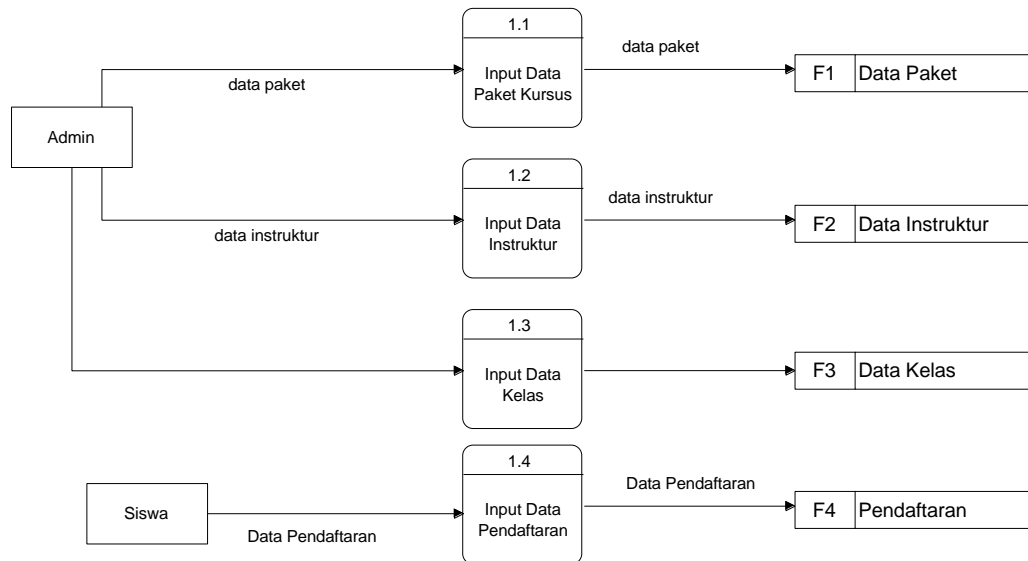 1.1
Input Data
Paket Kursus
data paket
data paket
F1 Data Paket
Admin
1.2
Input Data
Instruktur
data instruktur
data instruktur
F2 Data Instruktur
1.3
Input Data
Kelas
F3 Data Kelas
1.4
Input Data
Pendaftaran
Siswa
Data Pendaftaran
Data Pendaftaran
F4 Pendaftaran